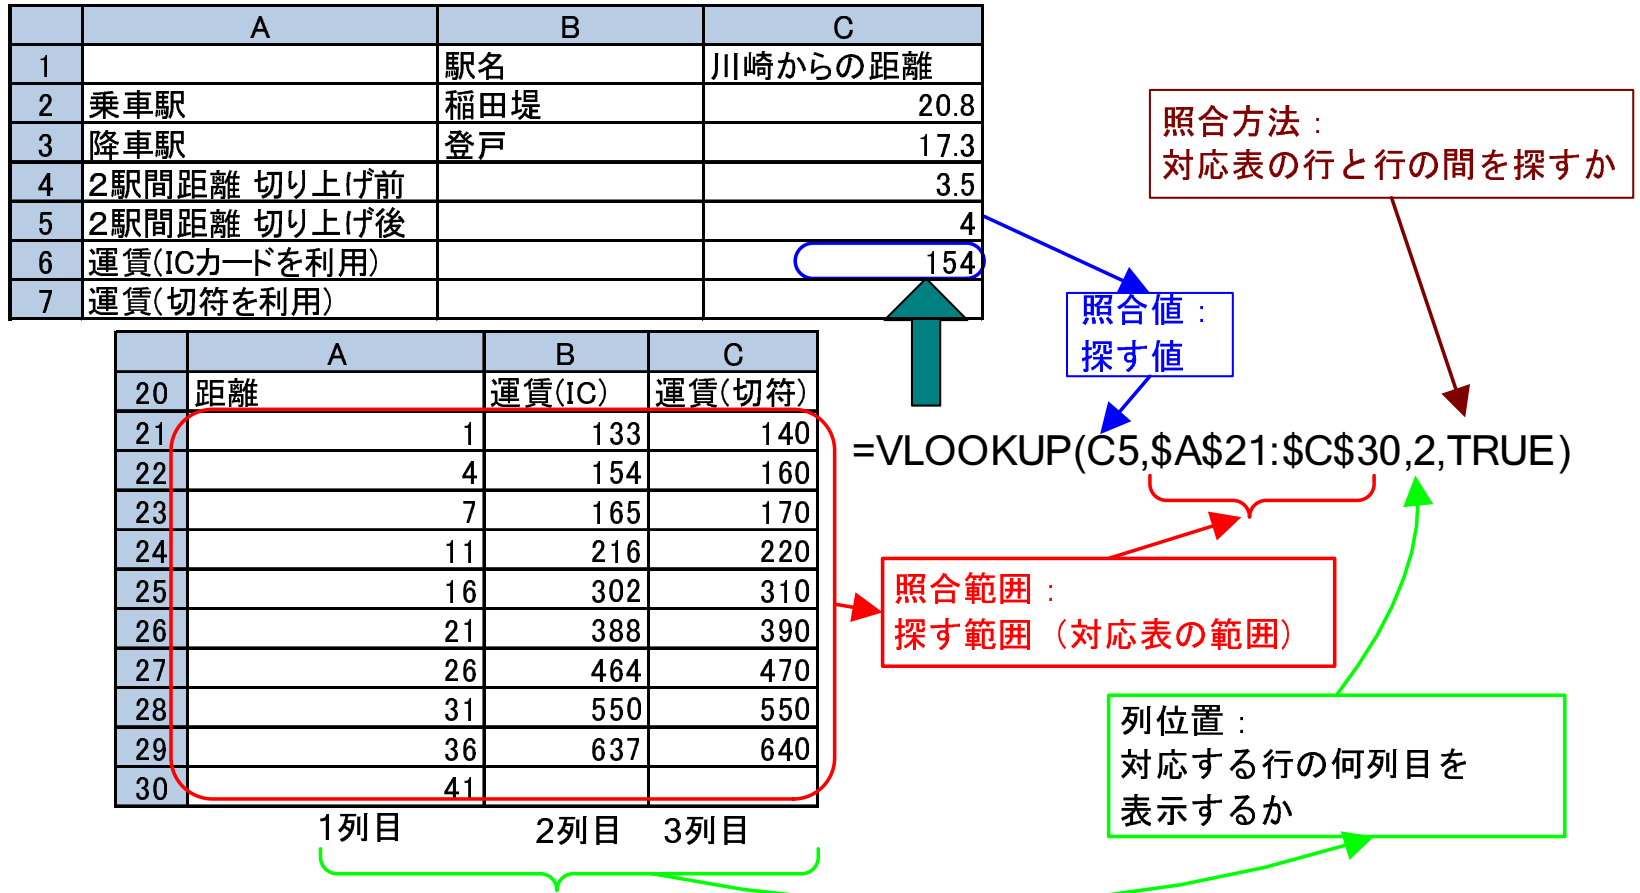 A B C
1 駅名 川崎からの距離
2 乗車駅 稲田堤 20.8
3 降車駅 登戸 17.3
4 2駅間距離 切り上げ前 3.5
5 2駅間距離 切り上げ後 4
6 運賃(ICカードを利用) 154
7 運賃(切符を利用)
照合方法：
対応表の行と行の間を探すか
照合値：
探す値
A B C
20 距離 運賃(IC) 運賃(切符)
21 1 133 140
22 4 154 160
23 7 165 170
24 11 216 220
25 16 302 310
26 21 388 390
27 26 464 470
28 31 550 550
29 36 637 640
30 41
1列目 2列目 3列目
=VLOOKUP(C5,$A$21:$C$30,2,TRUE)
照合範囲：
探す範囲（対応表の範囲）
列位置：
対応する行の何列目を
表示するか